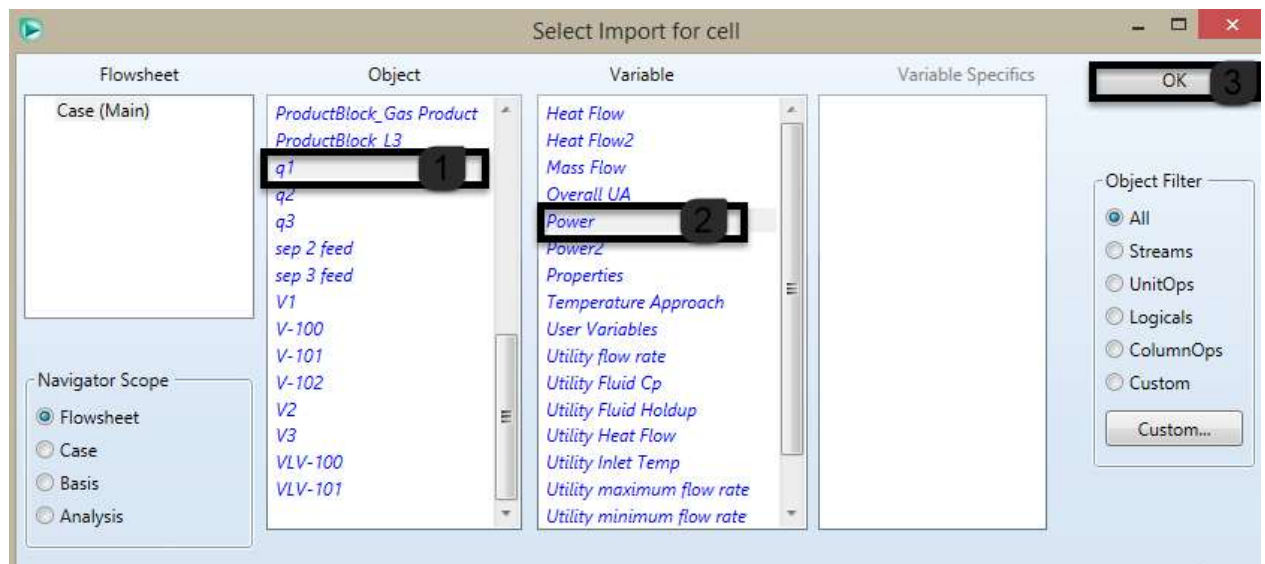 Select Import for cell
Flowsheet
Object
Variable
Variable Specifics
OK
3
Case (Main)
ProductBlock_Gas Product
ProductBlock_L3
q1
1
q2
q3
sep 2 feed
sep 3 feed
V1
V-100
V-101
V-102
V2
V3
VLV-100
VLV-101
Heat Flow
Heat Flow2
Mass Flow
Overall UA
Power
2
Power2
Properties
Temperature Approach
User Variables
Utility flow rate
Utility Fluid Cp
Utility Fluid Holdup
Utility Heat Flow
Utility Inlet Temp
Utility maximum flow rate
Utility minimum flow rate
Navigator Scope
Flowsheet
Case
Basis
Analysis
Object Filter
All
Streams
UnitOps
Logicals
ColumnOps
Custom
Custom...